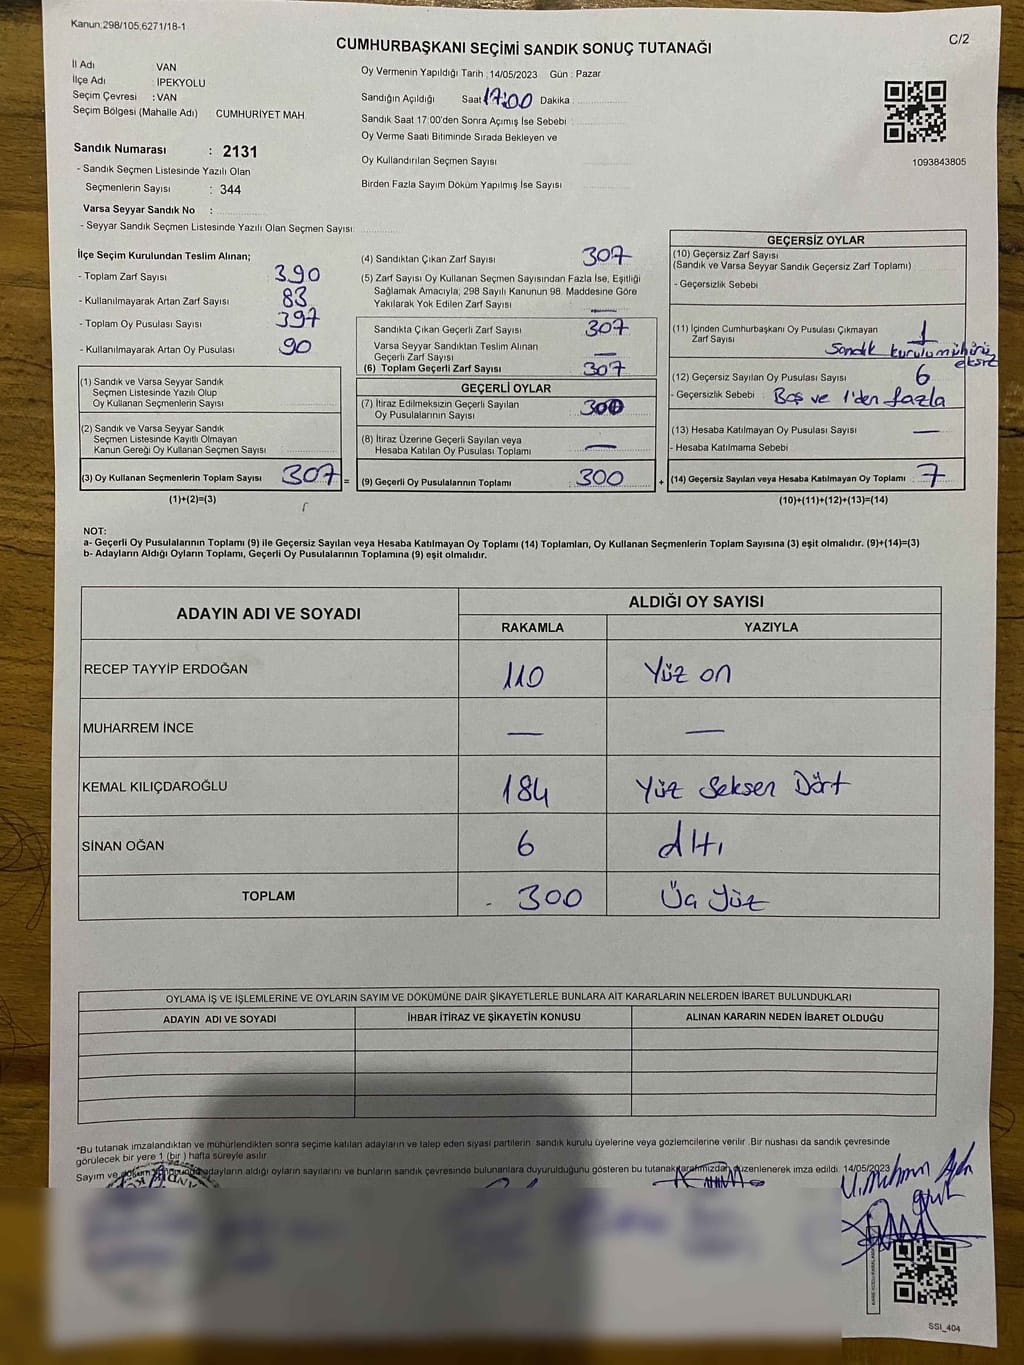 Kanun:298/105;6271/18-1
C/2
CUMHURBAŞKANI SEÇİMİ SANDIK SONUÇ TUTANAĞI
İl Adı VAN
İlçe Adı : İPEKYOLU
Seçim Çevresi : VAN
Seçim Bölgesi (Mahalle Adı) CUMHURİYET MAH.
Oy Vermenin Yapıldığı Tarih : 14/05/2023 Gün : Pazar
Sandığın Açıldığı Saat 17:00 Dakika :
Sandık Saat 17:00'den Sonra Açımış İse Sebebi :
Oy Verme Saati Bitiminde Sırada Bekleyen ve
Oy Kullandırılan Seçmen Sayısı
Birden Fazla Sayım Döküm Yapılmış İse Sayısı
1093843805
Sandık Numarası : 2131
- Sandık Seçmen Listesinde Yazılı Olan
Seçmenlerin Sayısı : 344
Varsa Seyyar Sandık No :
- Seyyar Sandık Seçmen Listesinde Yazılı Olan Seçmen Sayısı:
İlçe Seçim Kurulundan Teslim Alınan;
- Toplam Zarf Sayısı 390
- Kullanılmayarak Artan Zarf Sayısı 83
- Toplam Oy Pusulası Sayısı 397
- Kullanılmayarak Artan Oy Pusulası 90
(1) Sandık ve Varsa Seyyar Sandık
Seçmen Listesinde Yazılı Olup
Oy Kullanan Seçmenlerin Sayısı
(2) Sandık ve Varsa Seyyar Sandık
Seçmen Listesinde Kayıtlı Olmayan
Kanun Gereği Oy Kullanan Seçmen Sayısı
(3) Oy Kullanan Seçmenlerin Toplam Sayısı 307 =
(1)+(2)=(3)
(4) Sandıktan Çıkan Zarf Sayısı 307
(5) Zarf Sayısı Oy Kullanan Seçmen Sayısından Fazla İse, Eşitliği
Sağlamak Amacıyla; 298 Sayılı Kanunun 98. Maddesine Göre
Yakılarak Yok Edilen Zarf Sayısı —
Sandıkta Çıkan Geçerli Zarf Sayısı 307
Varsa Seyyar Sandıktan Teslim Alınan
Geçerli Zarf Sayısı —
(6) Toplam Geçerli Zarf Sayısı 307
GEÇERLİ OYLAR
(7) İtiraz Edilmeksizin Geçerli Sayılan
Oy Pusulalarının Sayısı 300
(8) İtiraz Üzerine Geçerli Sayılan veya
Hesaba Katılan Oy Pusulası Toplamı —
(9) Geçerli Oy Pusulalarının Toplamı 300 +
GEÇERSİZ OYLAR
(10) Geçersiz Zarf Sayısı
(Sandık ve Varsa Seyyar Sandık Geçersiz Zarf Toplamı)
- Geçersizlik Sebebi
(11) İçinden Cumhurbaşkanı Oy Pusulası Çıkmayan
Zarf Sayısı 1
Sandık kurulu mührü
eksik
(12) Geçersiz Sayılan Oy Pusulası Sayısı 6
- Geçersizlik Sebebi : Boş ve 1'den fazla
(13) Hesaba Katılmayan Oy Pusulası Sayısı —
- Hesaba Katılmama Sebebi
(14) Geçersiz Sayılan veya Hesaba Katılmayan Oy Toplamı 7
(10)+(11)+(12)+(13)=(14)
NOT:
a- Geçerli Oy Pusulalarının Toplamı (9) ile Geçersiz Sayılan veya Hesaba Katılmayan Oy Toplamı (14) Toplamları, Oy Kullanan Seçmenlerin Toplam Sayısına (3) eşit olmalıdır. (9)+(14)=(3)
b- Adayların Aldığı Oyların Toplamı, Geçerli Oy Pusulalarının Toplamına (9) eşit olmalıdır.
ADAYIN ADI VE SOYADI ALDIĞI OY SAYISI
RAKAMLA YAZIYLA
RECEP TAYYİP ERDOĞAN 110 Yüz on
MUHARREM İNCE — —
KEMAL KILIÇDAROĞLU 184 Yüz Seksen Dört
SİNAN OĞAN 6 Altı
TOPLAM 300 Üç Yüz
OYLAMA İŞ VE İŞLEMLERİNE VE OYLARIN SAYIM VE DÖKÜMÜNE DAİR ŞİKAYETLERLE BUNLARA AİT KARARLARIN NELERDEN İBARET BULUNDUKLARI
ADAYIN ADI VE SOYADI İHBAR İTİRAZ VE ŞİKAYETİN KONUSU ALINAN KARARIN NEDEN İBARET OLDUĞU
*Bu tutanak imzalandıktan ve mühürlendikten sonra seçime katılan adayların ve talep eden siyasi partilerin sandık kurulu üyelerine veya gözlemcilerine verilir .Bir nüshası da sandık çevresinde
görülecek bir yere 1 (bir ) hafta süreyle asılır
Sayım ve adayların aldığı oyların sayılarını ve bunların sandık çevresinde bulunanlara duyurulduğunu gösteren bu tutanak tarafımızdan düzenlenerek imza edildi. 14/05/2023
SSİ_404